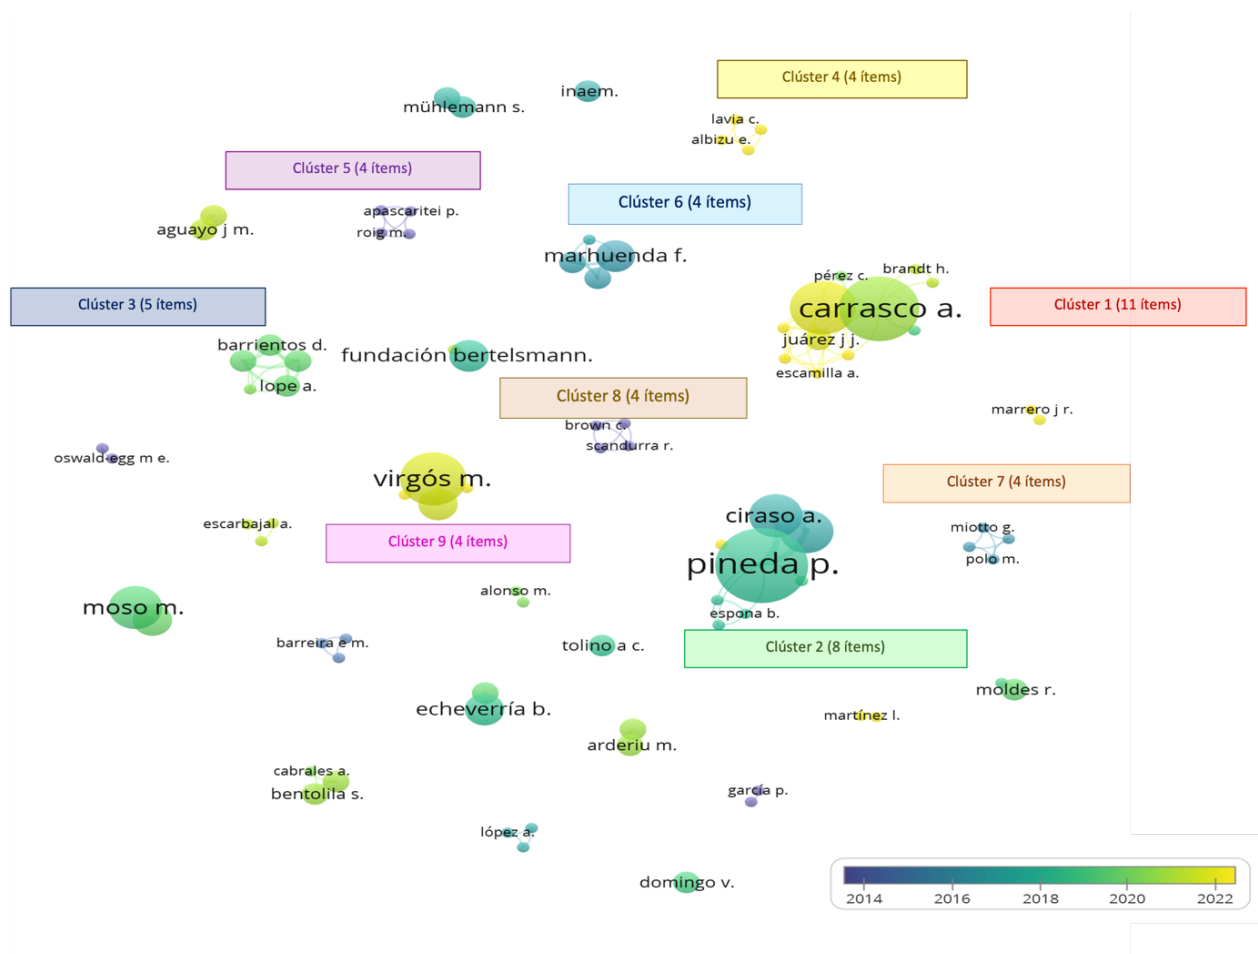 Clúster 4 (4 ítems)
inaem.
mühlemann s.
lavia c.
albizu e.
Clúster 5 (4 ítems)
Clúster 6 (4 ítems)
apascaritei p.
roig m.
aguayo j m.
marhuenda f.
pérez c.
brandt h.
Clúster 3 (5 ítems)
carrasco a.
Clúster 1 (11 ítems)
juárez j j.
barrientos d.
fundación bertelsmann.
escamilla a.
lope a.
Clúster 8 (4 ítems)
marrero j r.
brown c.
scandurra r.
oswald-egg m e.
virgós m.
Clúster 7 (4 ítems)
ciraso a.
escarbajal a.
miotto g.
Clúster 9 (4 ítems)
polo m.
pineda p.
alonso m.
moso m.
espona b.
barreira e m.
tolino a c.
Clúster 2 (8 ítems)
moldes r.
echeverría b.
martínez l.
arderiu m.
cabrales a.
bentolila s.
garcía p.
lópez a.
domingo v.
2014 2016 2018 2020 2022